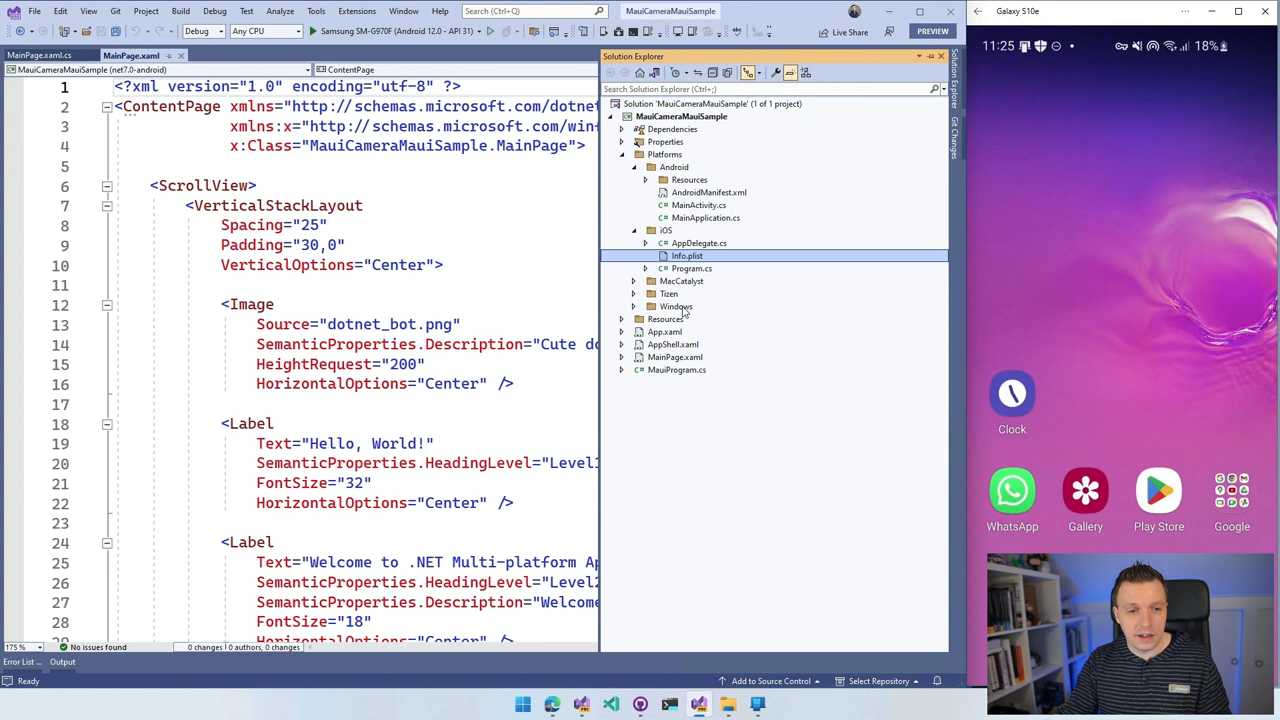 File Edit View Git Project Build Debug Test Analyze Tools Extensions Window Help Search (Ctrl+Q) MauiCameraMauiSample
Debug Any CPU Samsung SM-G970F (Android 12.0 - API 31) Live Share PREVIEW
MainPage.xaml.cs MainPage.xaml
MauiCameraMauiSample (net7.0-android) ContentPage
1 <?xml version="1.0" encoding="utf-8" ?>
2 <ContentPage xmlns="http://schemas.microsoft.com/dotne
3 xmlns:x="http://schemas.microsoft.com/winf
4 x:Class="MauiCameraMauiSample.MainPage">
5
6 <ScrollView>
7 <VerticalStackLayout
8 Spacing="25"
9 Padding="30,0"
10 VerticalOptions="Center">
11
12 <Image
13 Source="dotnet_bot.png"
14 SemanticProperties.Description="Cute do
15 HeightRequest="200"
16 HorizontalOptions="Center" />
17
18 <Label
19 Text="Hello, World!"
20 SemanticProperties.HeadingLevel="Level1
21 FontSize="32"
22 HorizontalOptions="Center" />
23
24 <Label
25 Text="Welcome to .NET Multi-platform Ap
26 SemanticProperties.HeadingLevel="Level2
27 SemanticProperties.Description="Welcome
28 FontSize="18"
29 HorizontalOptions="Center" />
175 % No issues found 0 changes | 0 authors, 0 changes
Error List ... Output
Ready Add to Source Control Select Repository
Solution Explorer
Search Solution Explorer (Ctrl+;)
Solution 'MauiCameraMauiSample' (1 of 1 project)
MauiCameraMauiSample
Dependencies
Properties
Platforms
Android
Resources
AndroidManifest.xml
MainActivity.cs
MainApplication.cs
iOS
AppDelegate.cs
Info.plist
Program.cs
MacCatalyst
Tizen
Windows
Resources
App.xaml
AppShell.xaml
MainPage.xaml
MauiProgram.cs
Solution Explorer
Git Changes
Galaxy S10e
11:25 18%
Clock
WhatsApp Gallery Play Store Google